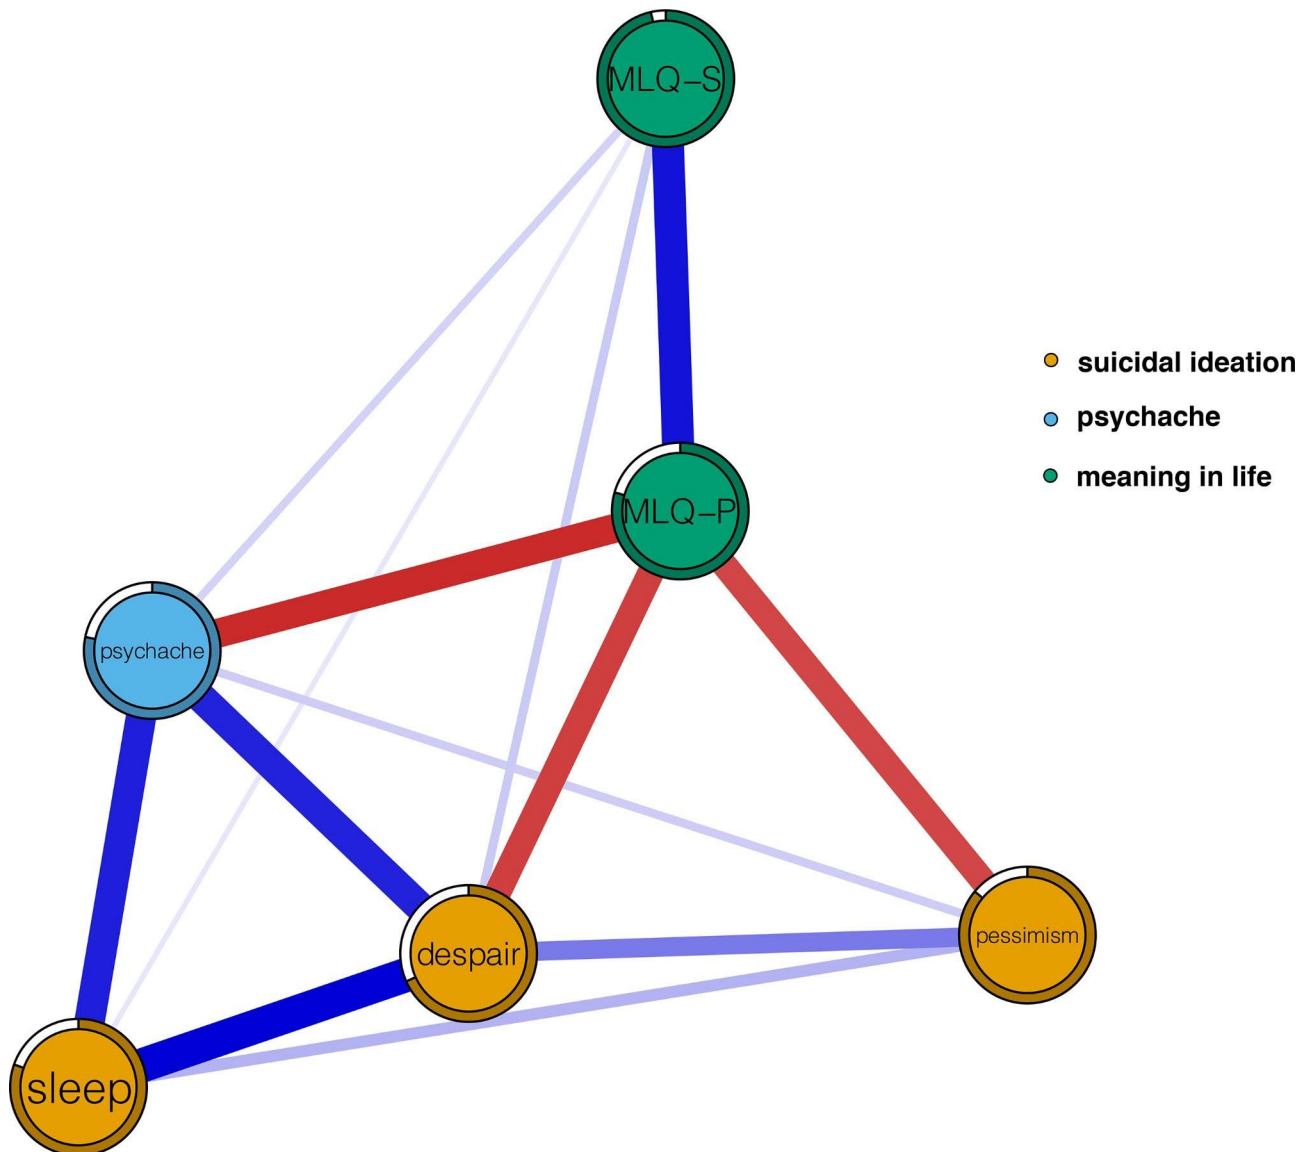 MLQ–S
suicidal ideation
psychache
meaning in life
MLQ–P
psychache
despair
pessimism
sleep